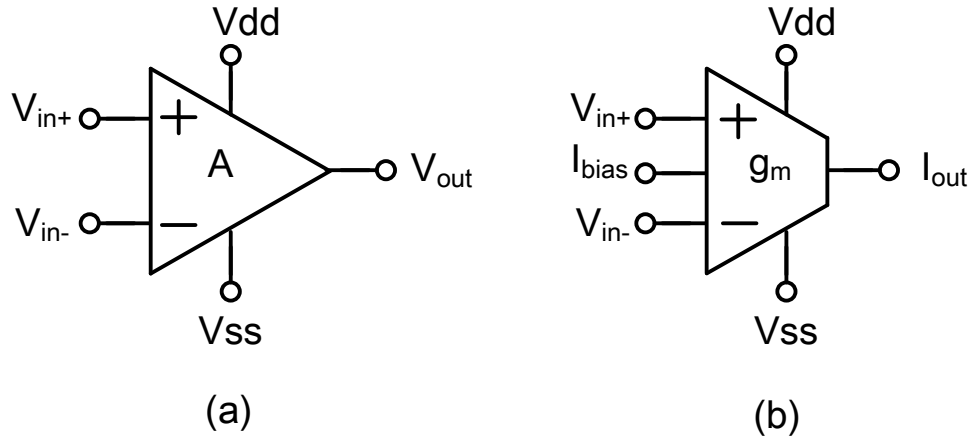 Vdd
Vin+
+
A
Vout
Vin-
−
Vss
(a)
Vdd
Vin+
+
Ibias
gm
Iout
Vin-
−
Vss
(b)